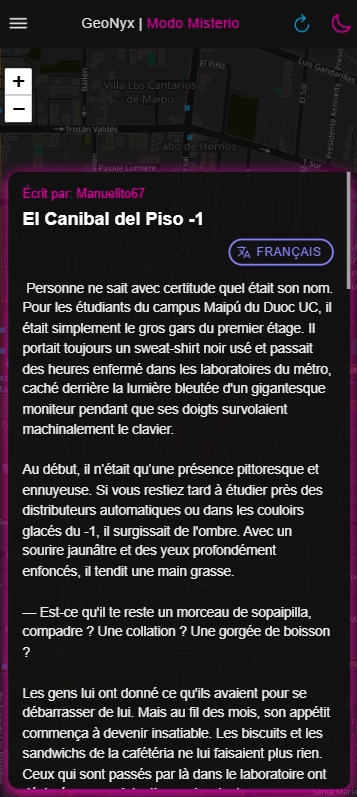 GeoNyx | Modo Misterio
El Piño
Luis Gandarillas
Bailén
Villa Los Cantarios
de Maipú
El Sol
Presidente Kennedy
+
−
Tristán Valdés
Cabo de Hornos
Pasaje Lumiere
1 Sur
Écrit par: Manuelito67
El Canibal del Piso -1
FRANÇAIS
Personne ne sait avec certitude quel était son nom.
Pour les étudiants du campus Maipú du Duoc UC, il
était simplement le gros gars du premier étage. Il
portait toujours un sweat-shirt noir usé et passait
des heures enfermé dans les laboratoires du métro,
caché derrière la lumière bleutée d'un gigantesque
moniteur pendant que ses doigts survolaient
machinalement le clavier.
Au début, il n'était qu'une présence pittoresque et
ennuyeuse. Si vous restiez tard à étudier près des
distributeurs automatiques ou dans les couloirs
glacés du -1, il surgissait de l'ombre. Avec un
sourire jaunâtre et des yeux profondément
enfoncés, il tendit une main grasse.
— Est-ce qu'il te reste un morceau de sopaipilla,
compadre ? Une collation ? Une gorgée de boisson
?
Les gens lui ont donné ce qu'ils avaient pour se
débarrasser de lui. Mais au fil des mois, son appétit
commença à devenir insatiable. Les biscuits et les
sandwichs de la cafétéria ne lui faisaient plus rien.
Ceux qui sont passés par là dans le laboratoire ont